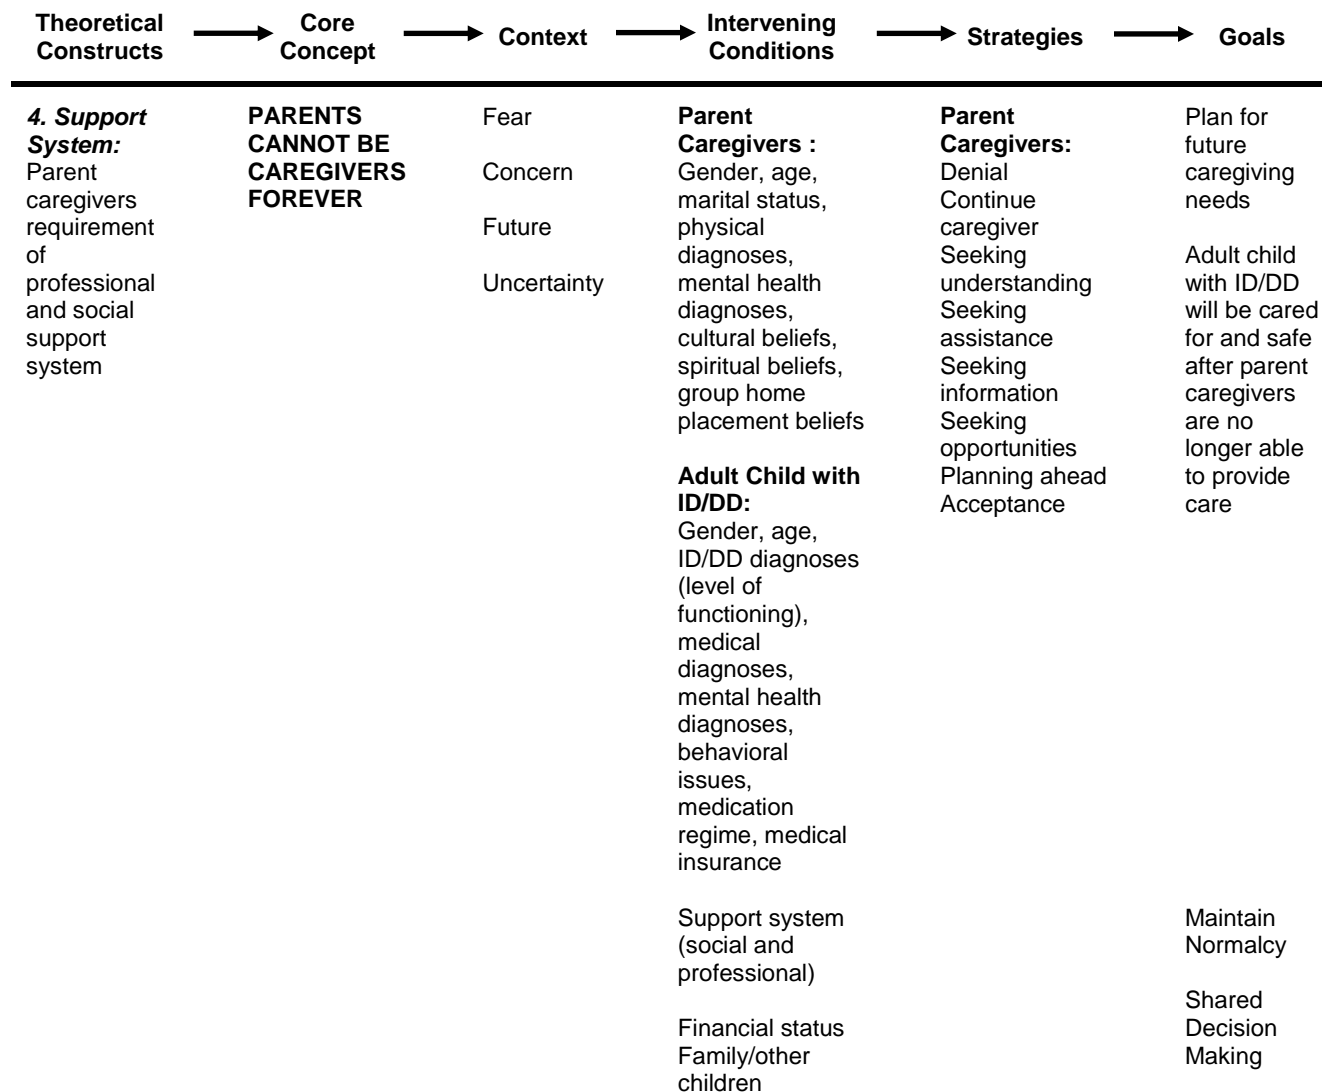 Theoretical
Constructs
Core
Concept
Context
Intervening
Conditions
Strategies
Goals
4. Support
System:
Parent
caregivers
requirement
of
professional
and social
support
system
PARENTS
CANNOT BE
CAREGIVERS
FOREVER
Fear
Concern
Future
Uncertainty
Parent
Caregivers :
Gender, age,
marital status,
physical
diagnoses,
mental health
diagnoses,
cultural beliefs,
spiritual beliefs,
group home
placement beliefs
Adult Child with
ID/DD:
Gender, age,
ID/DD diagnoses
(level of
functioning),
medical
diagnoses,
mental health
diagnoses,
behavioral
issues,
medication
regime, medical
insurance
Support system
(social and
professional)
Financial status
Family/other
children
Parent
Caregivers:
Denial
Continue
caregiver
Seeking
understanding
Seeking
assistance
Seeking
information
Seeking
opportunities
Planning ahead
Acceptance
Plan for
future
caregiving
needs
Adult child
with ID/DD
will be cared
for and safe
after parent
caregivers
are no
longer able
to provide
care
Maintain
Normalcy
Shared
Decision
Making